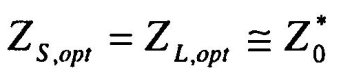 Z_{S,opt} = Z_{L,opt} ≅ Z_0^*